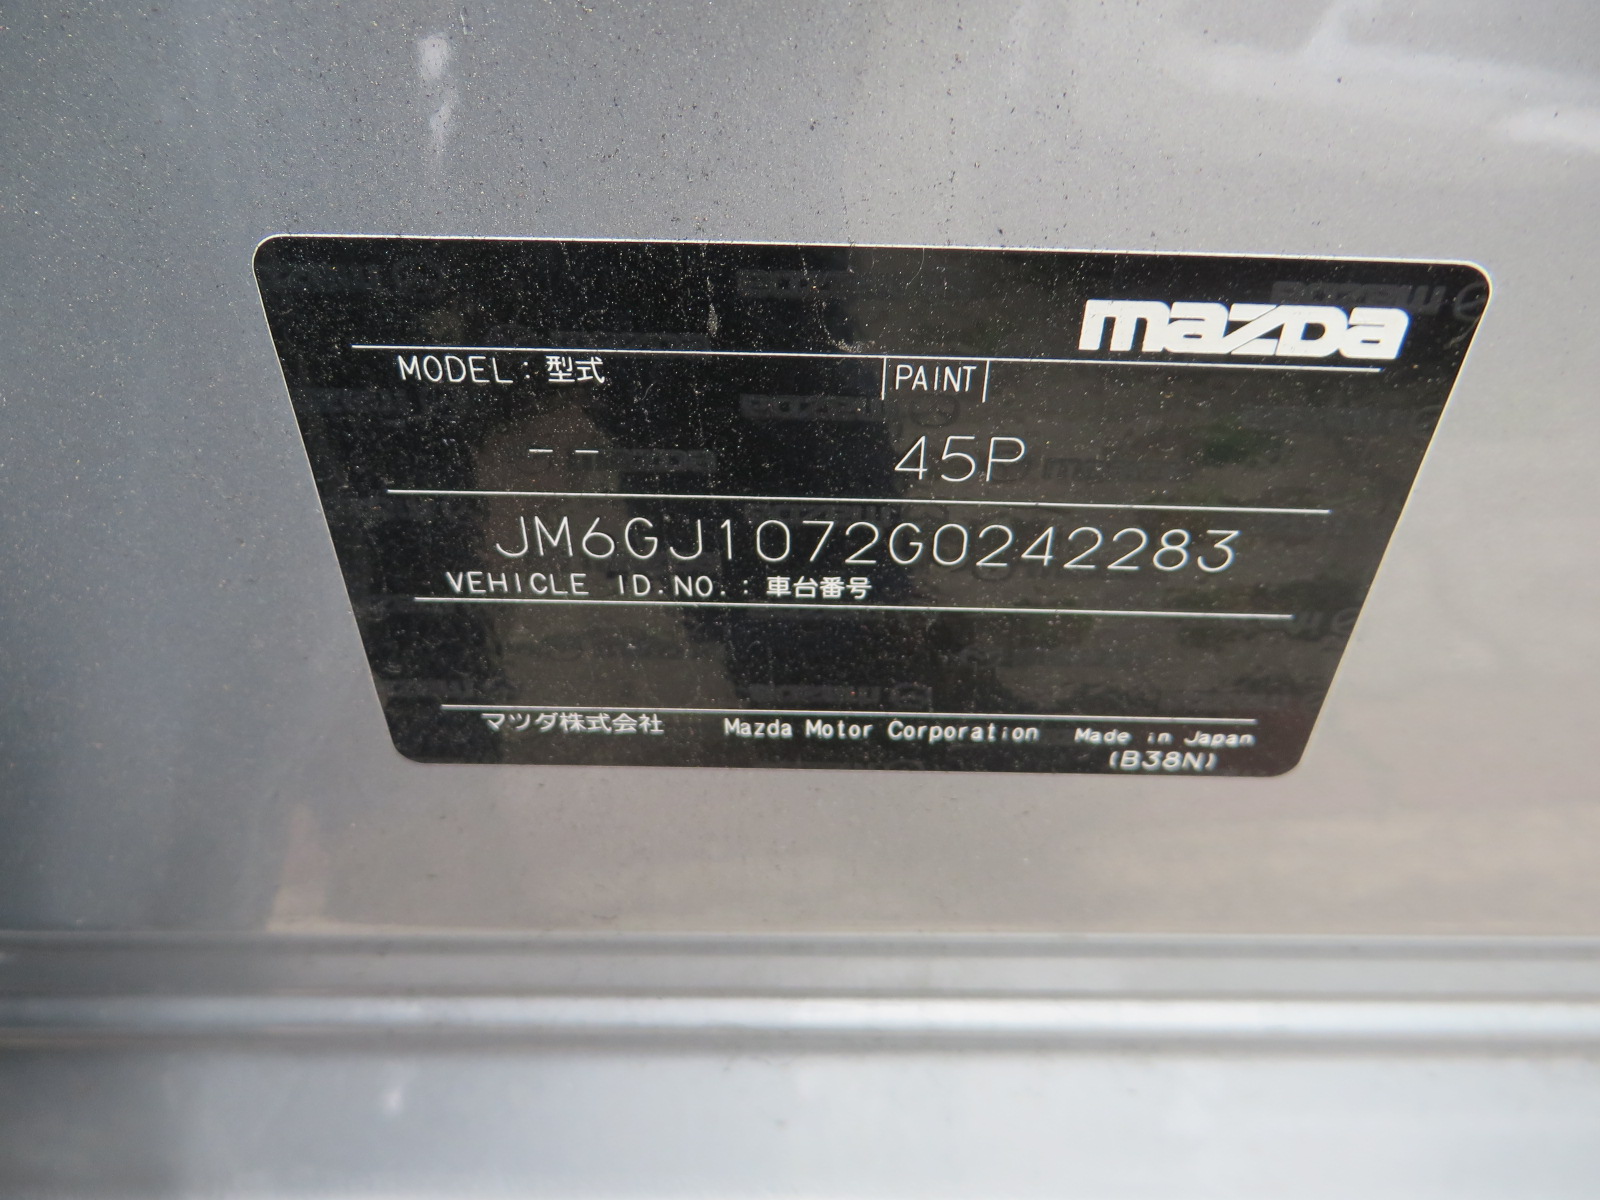 mazda
MODEL : 型式 PAINT
-- 45P
JM6GJ1072G0242283
VEHICLE ID.NO. : 車台番号
マツダ株式会社 Mazda Motor Corporation Made in Japan
(B38N)